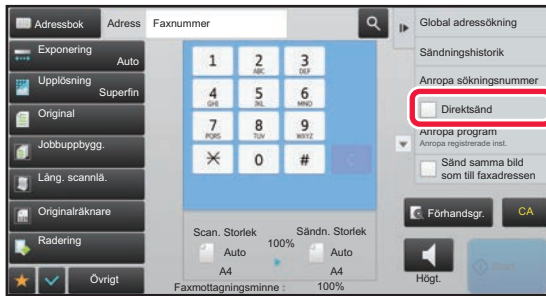 Adressbok
Adress
Faxnummer
Global adressökning
Exponering
Auto
Upplösning
Superfin
Original
Jobbuppbygg.
Lång. scannlä.
Originalräknare
Radering
Övrigt
1
2
ABC
3
DEF
4
GHI
5
JKL
6
MNO
7
PQRS
8
TUV
9
WXYZ
0
#
C
Scan. Storlek
Sändn. Storlek
100%
Auto
Auto
A4
A4
Faxmottagningsminne : 100%
Sändningshistorik
Anropa sökningsnummer
Direktsänd
Anropa program
Anropa registrerade inst.
Sänd samma bild
som till faxadressen
Förhandsgr.
CA
Högt.
Start